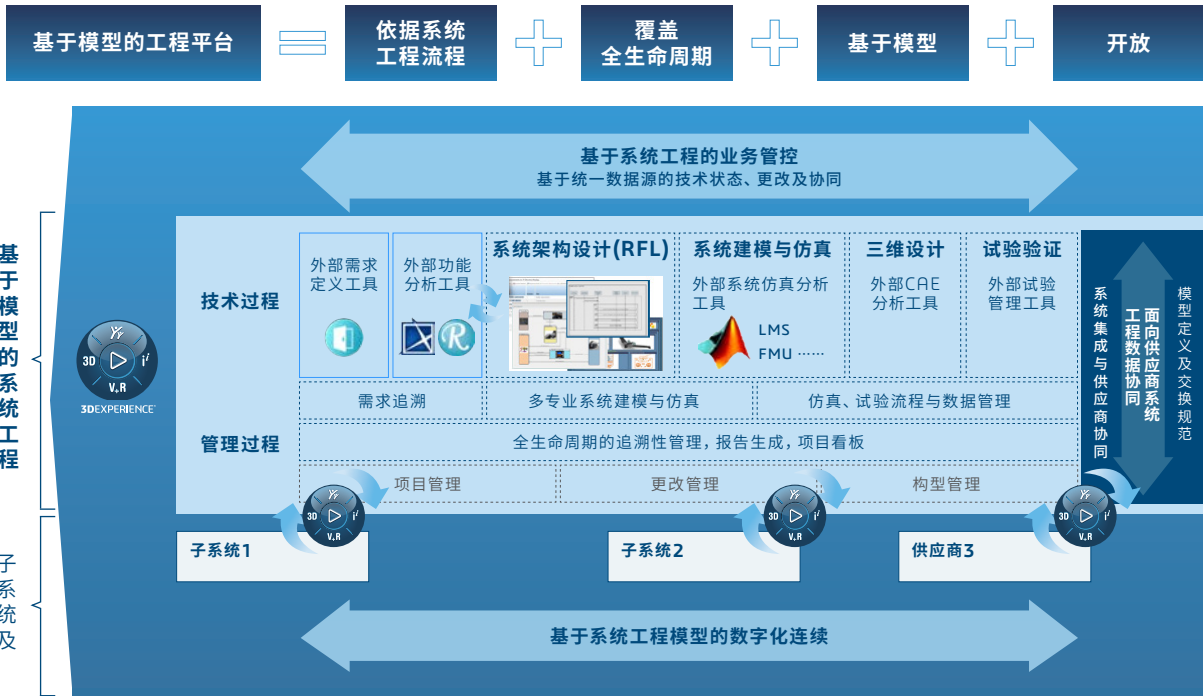 基于模型的工程平台
依据系统
工程流程
覆盖
全生命周期
基于模型
开放
基于系统工程的业务管控
基于统一数据源的技术状态、更改及协同
基于模型的系统工程
技术过程
外部需求
定义工具
外部功能
分析工具
系统架构设计(RFL)
系统建模与仿真
外部系统仿真分析
工具
LMS
FMU ······
三维设计
外部CAE
分析工具
试验验证
外部试验
管理工具
系统集成与供应商协同
面向供应商系统
工程数据协同
模型定义及交换规范
3D
V,R
3DEXPERIENCE
需求追溯
多专业系统建模与仿真
仿真、试验流程与数据管理
管理过程
全生命周期的追溯性管理，报告生成，项目看板
项目管理
更改管理
构型管理
3D
V.R
3D
V.R
3D
V.R
子系统1
子系统2
供应商3
子系统及
基于系统工程模型的数字化连续